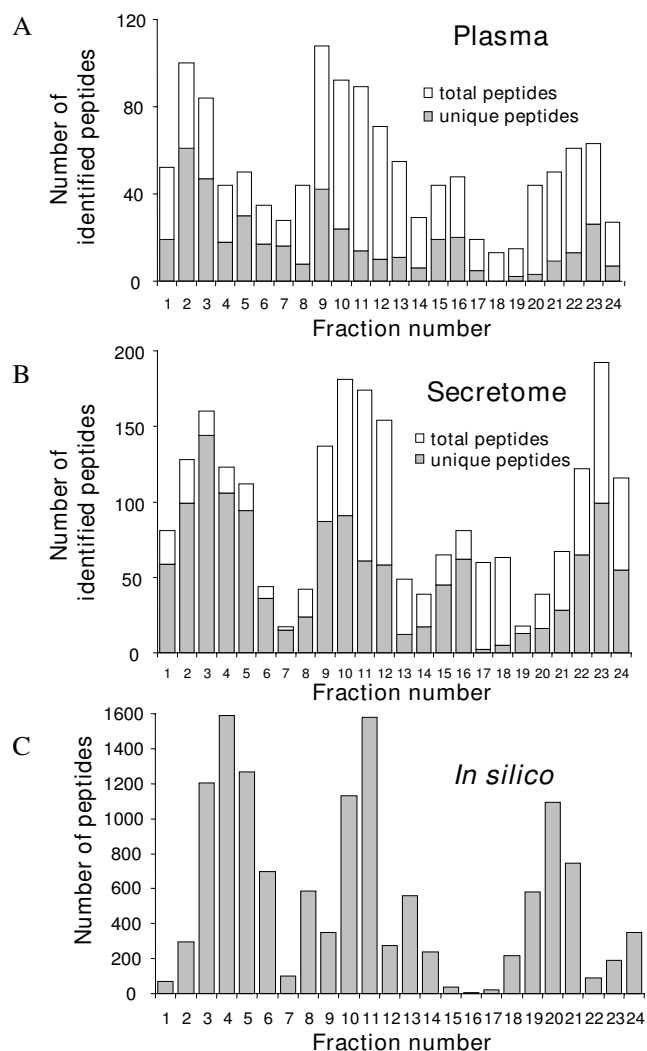 A
Plasma
120
80
40
0
Number of
identified peptides
total peptides
unique peptides
1 2 3 4 5 6 7 8 9 10 11 12 13 14 15 16 17 18 19 20 21 22 23 24
Fraction number
B
Secretome
200
150
100
50
0
Number of
identified peptides
total peptides
unique peptides
1 2 3 4 5 6 7 8 9 10 11 12 13 14 15 16 17 18 19 20 21 22 23 24
Fraction number
C
In silico
1600
1400
1200
1000
800
600
400
200
0
Number of peptides
1 2 3 4 5 6 7 8 9 10 11 12 13 14 15 16 17 18 19 20 21 22 23 24
Fraction number